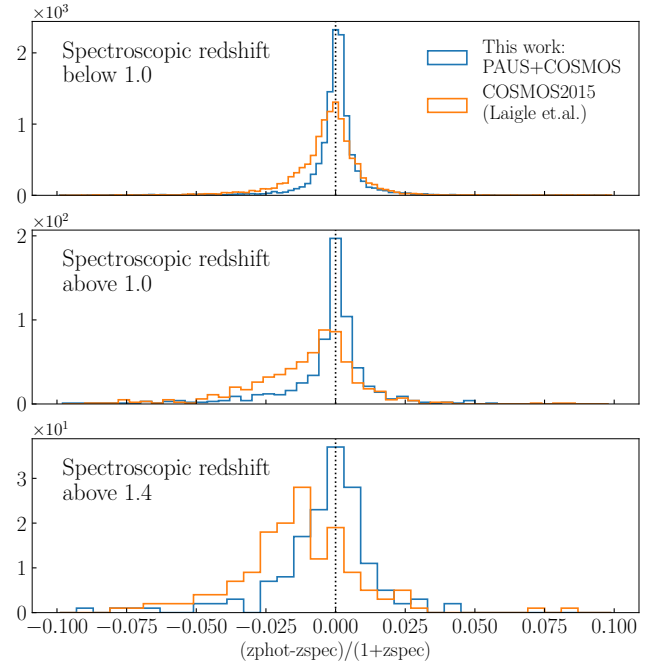 ×10³
Spectroscopic redshift
below 1.0
This work:
PAUS+COSMOS
COSMOS2015
(Laigle et.al.)
2
1
0
×10²
Spectroscopic redshift
above 1.0
2
1
0
×10¹
Spectroscopic redshift
above 1.4
3
2
1
0
−0.100 −0.075 −0.050 −0.025 0.000 0.025 0.050 0.075 0.100
(zphot-zspec)/(1+zspec)